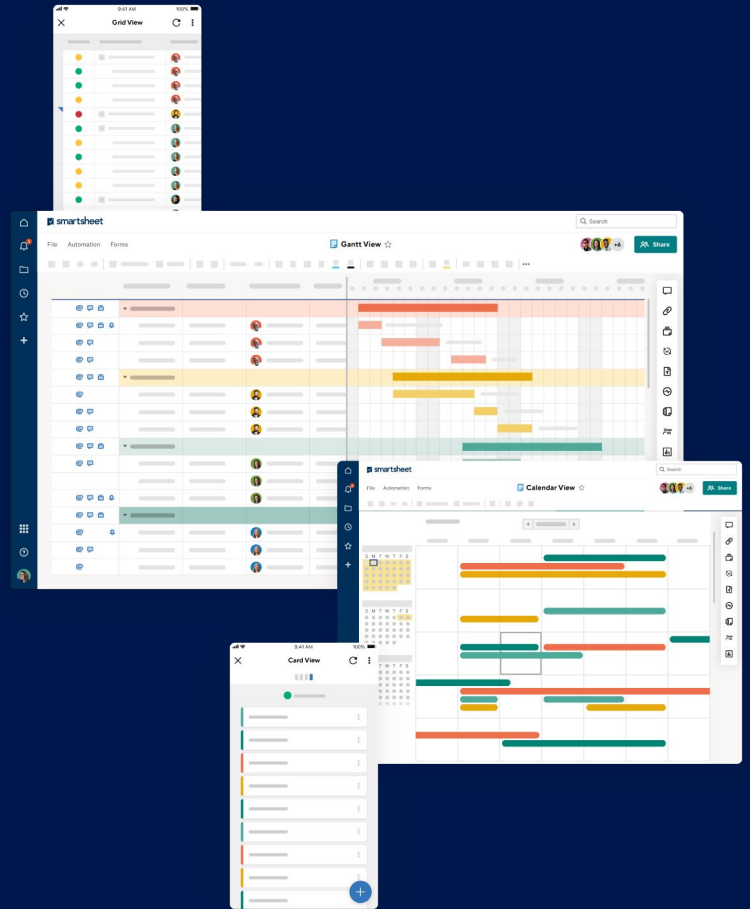 9:41 AM 100%
Grid View
smartsheet
Search
File Automation Forms
Gantt View
+6
Share
smartsheet
Search
File Automation Forms
Calendar View
+6
Share
S M T W T F S
S M T W T F S
T W T F S
9:41 AM 100%
Card View